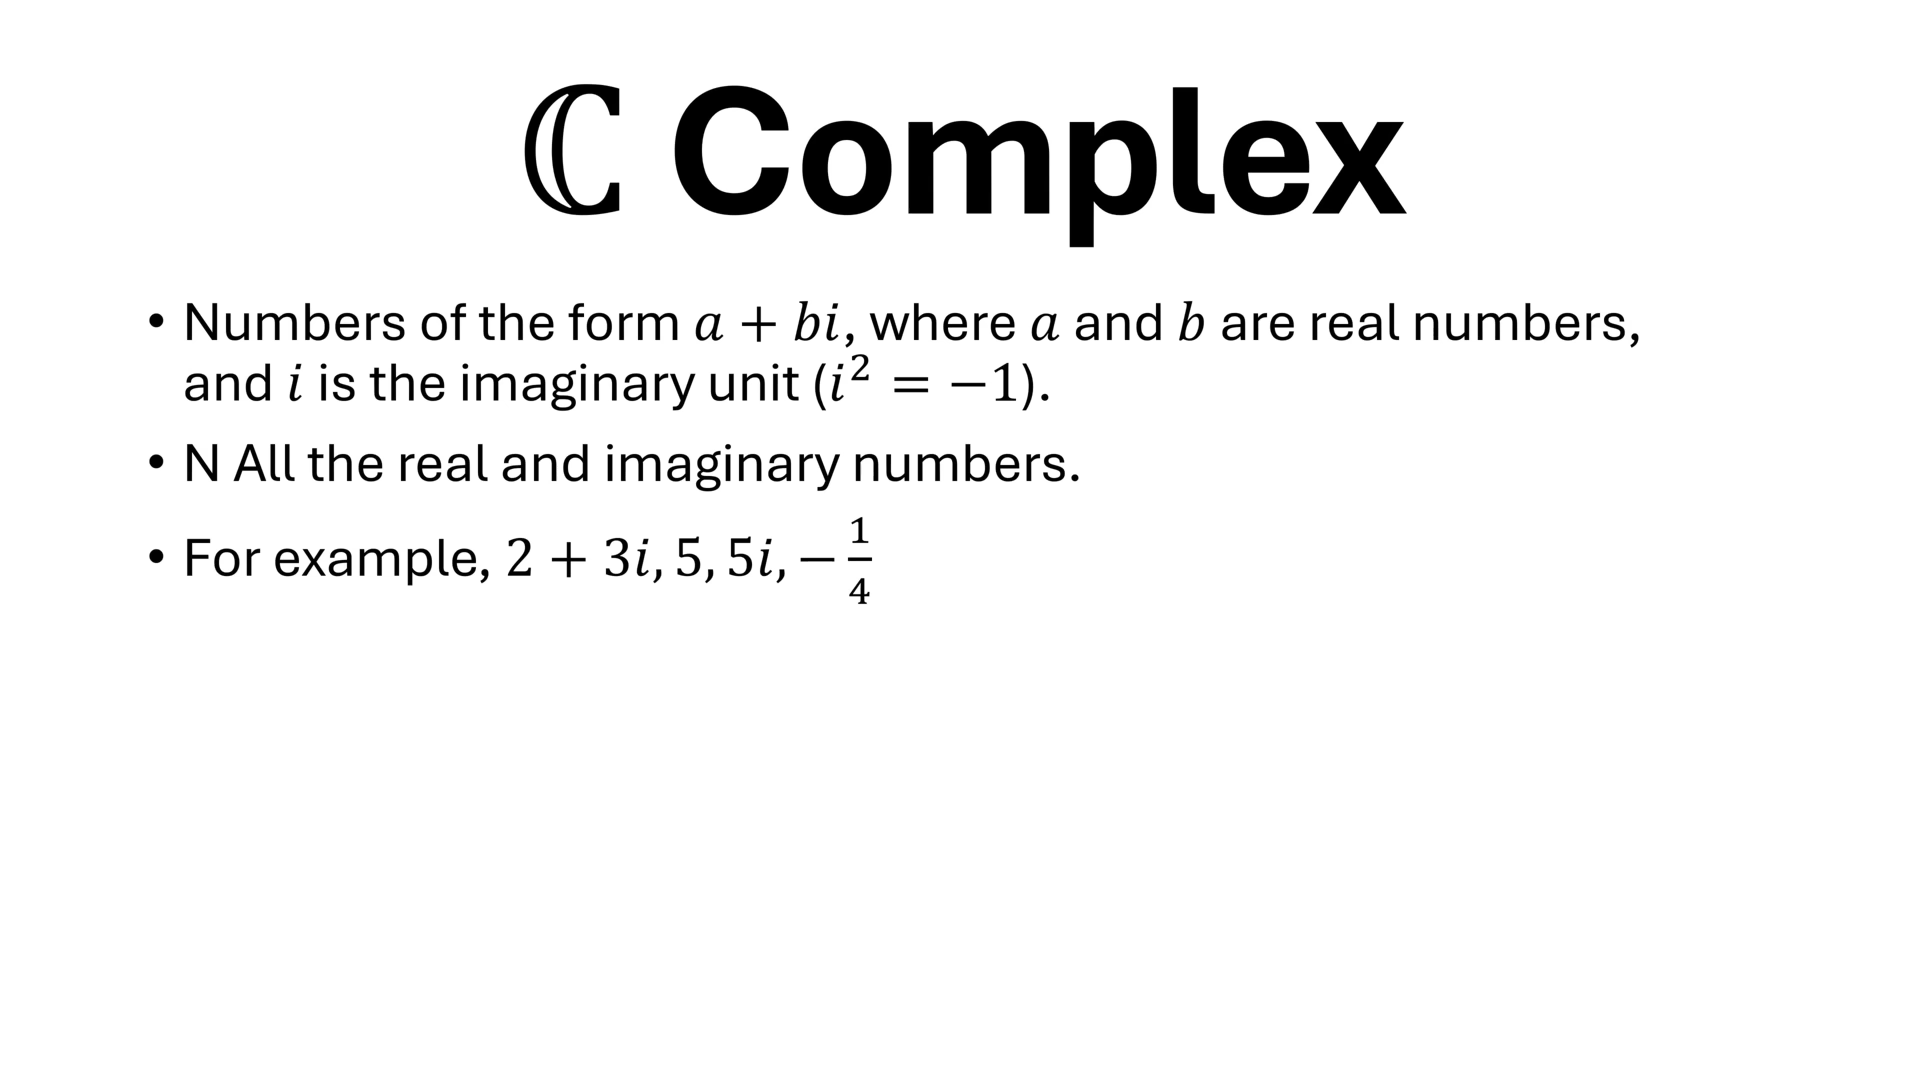 ℂ Complex
• Numbers of the form a + bi, where a and b are real numbers,
and i is the imaginary unit (i² = −1).
• N All the real and imaginary numbers.
• For example, 2 + 3i, 5, 5i, − 1/4